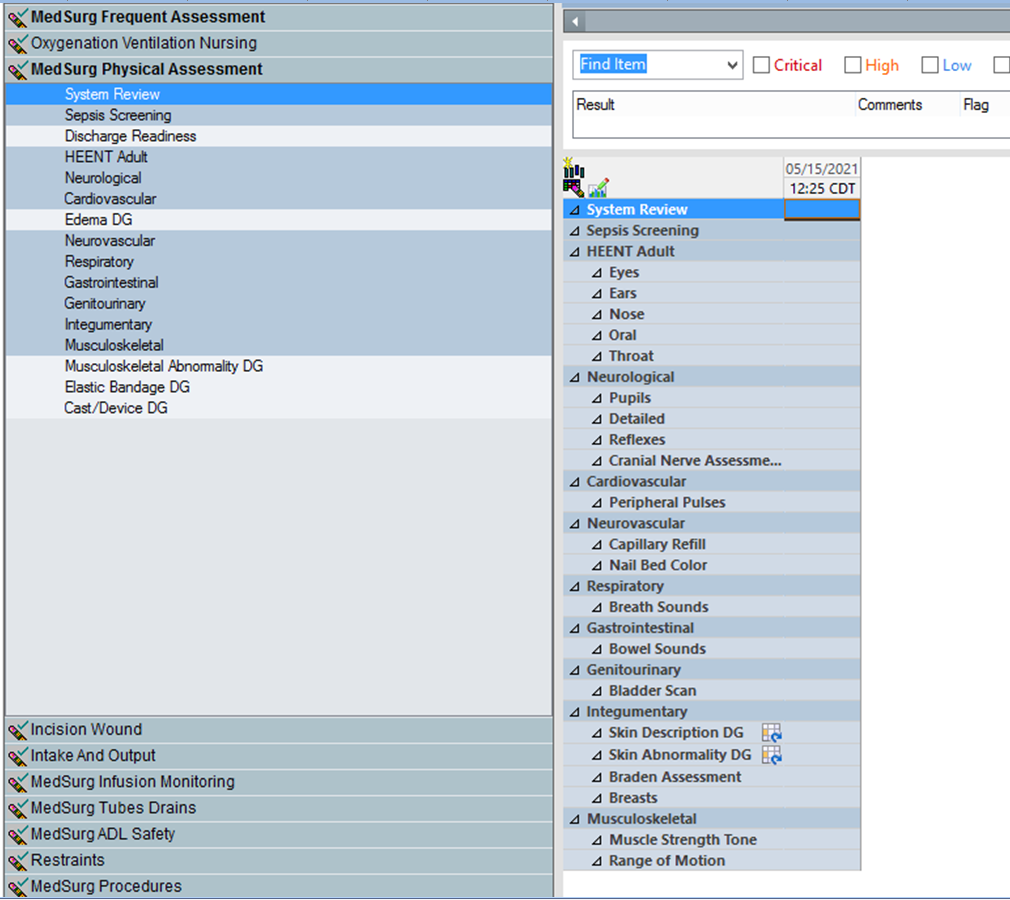 MedSurg Frequent Assessment
Oxygenation Ventilation Nursing
MedSurg Physical Assessment
System Review
Sepsis Screening
Discharge Readiness
HEENT Adult
Neurological
Cardiovascular
Edema DG
Neurovascular
Respiratory
Gastrointestinal
Genitourinary
Integumentary
Musculoskeletal
Musculoskeletal Abnormality DG
Elastic Bandage DG
Cast/Device DG
Incision Wound
Intake And Output
MedSurg Infusion Monitoring
MedSurg Tubes Drains
MedSurg ADL Safety
Restraints
MedSurg Procedures
Find Item Critical High Low
Result Comments Flag
05/15/2021
12:25 CDT
System Review
Sepsis Screening
HEENT Adult
Eyes
Ears
Nose
Oral
Throat
Neurological
Pupils
Detailed
Reflexes
Cranial Nerve Assessme...
Cardiovascular
Peripheral Pulses
Neurovascular
Capillary Refill
Nail Bed Color
Respiratory
Breath Sounds
Gastrointestinal
Bowel Sounds
Genitourinary
Bladder Scan
Integumentary
Skin Description DG
Skin Abnormality DG
Braden Assessment
Breasts
Musculoskeletal
Muscle Strength Tone
Range of Motion